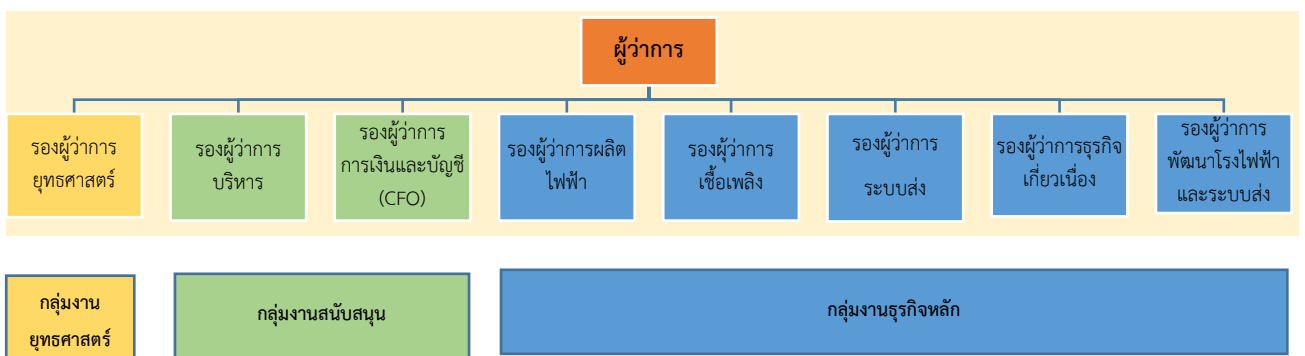 ผู้ว่าการ
รองผู้ว่าการ
ยุทธศาสตร์
รองผู้ว่าการ
บริหาร
รองผู้ว่าการ
การเงินและบัญชี
(CFO)
รองผู้ว่าการผลิต
ไฟฟ้า
รองผุ้ว่าการ
เชื้อเพลิง
รองผู้ว่าการ
ระบบส่ง
รองผู้ว่าการธุรกิจ
เกี่ยวเนื่อง
รองผู้ว่าการ
พัฒนาโรงไฟฟ้า
และระบบส่ง
กลุ่มงาน
ยุทธศาสตร์
กลุ่มงานสนับสนุน
กลุ่มงานธุรกิจหลัก